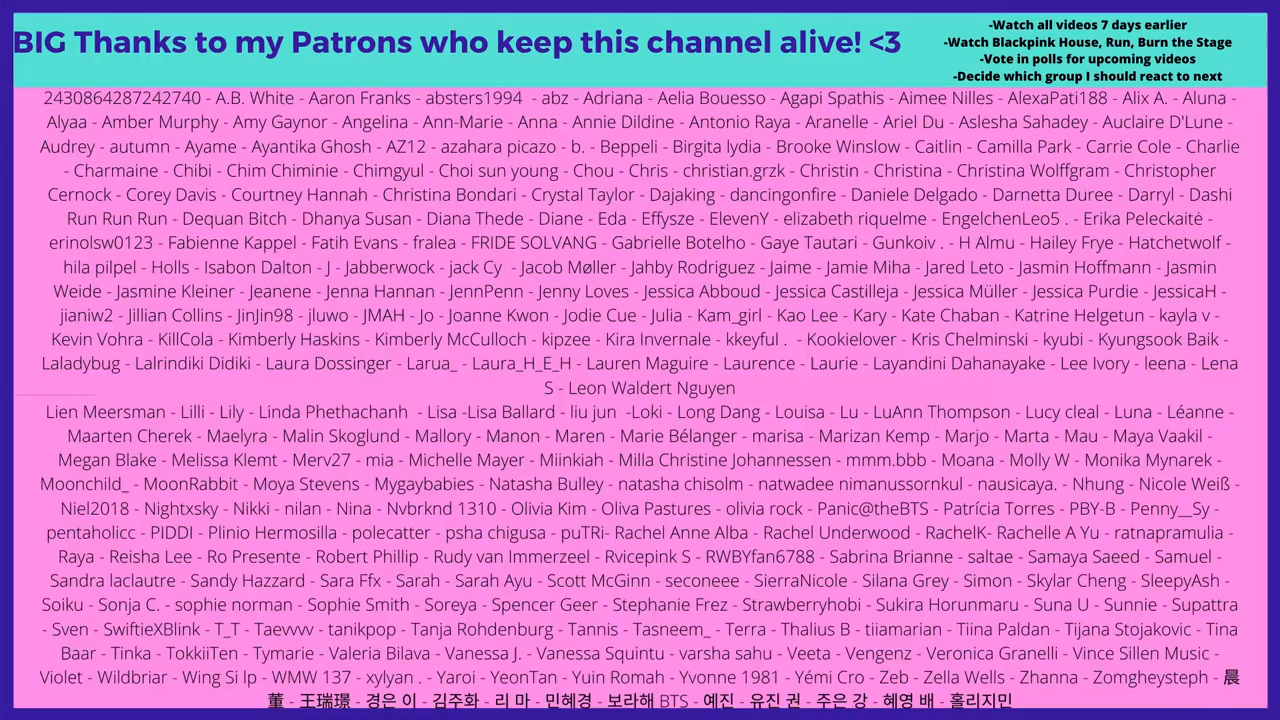 BIG Thanks to my Patrons who keep this channel alive! <3
-Watch all videos 7 days earlier
-Watch Blackpink House, Run, Burn the Stage
-Vote in polls for upcoming videos
-Decide which group I should react to next
2430864287242740 - A.B. White - Aaron Franks - absters1994 - abz - Adriana - Aelia Bouesso - Agapi Spathis - Aimee Nilles - AlexaPati188 - Alix A. - Aluna -
Alyaa - Amber Murphy - Amy Gaynor - Angelina - Ann-Marie - Anna - Annie Dildine - Antonio Raya - Aranelle - Ariel Du - Aslesha Sahadey - Auclaire D'Lune -
Audrey - autumn - Ayame - Ayantika Ghosh - AZ12 - azahara picazo - b. - Beppeli - Birgita lydia - Brooke Winslow - Caitlin - Camilla Park - Carrie Cole - Charlie
- Charmaine - Chibi - Chim Chiminie - Chimgyul - Choi sun young - Chou - Chris - christian.grzk - Christin - Christina - Christina Wolffgram - Christopher
Cernock - Corey Davis - Courtney Hannah - Christina Bondari - Crystal Taylor - Dajaking - dancingonfire - Daniele Delgado - Darnetta Duree - Darryl - Dashi
Run Run Run - Dequan Bitch - Dhanya Susan - Diana Thede - Diane - Eda - Effysze - ElevenY - elizabeth riquelme - EngelchenLeo5 . - Erika Peleckaitė -
erinolsw0123 - Fabienne Kappel - Fatih Evans - fralea - FRIDE SOLVANG - Gabrielle Botelho - Gaye Tautari - Gunkoiv . - H Almu - Hailey Frye - Hatchetwolf -
hila pilpel - Holls - Isabon Dalton - J - Jabberwock - jack Cy - Jacob Møller - Jahby Rodriguez - Jaime - Jamie Miha - Jared Leto - Jasmin Hoffmann - Jasmin
Weide - Jasmine Kleiner - Jeanene - Jenna Hannan - JennPenn - Jenny Loves - Jessica Abboud - Jessica Castilleja - Jessica Müller - Jessica Purdie - JessicaH -
jianiw2 - Jillian Collins - JinJin98 - jluwo - JMAH - Jo - Joanne Kwon - Jodie Cue - Julia - Kam_girl - Kao Lee - Kary - Kate Chaban - Katrine Helgetun - kayla v -
Kevin Vohra - KillCola - Kimberly Haskins - Kimberly McCulloch - kipzee - Kira Invernale - kkeyful . - Kookielover - Kris Chelminski - kyubi - Kyungsook Baik -
Laladybug - Lalrindiki Didiki - Laura Dossinger - Larua_ - Laura_H_E_H - Lauren Maguire - Laurence - Laurie - Layandini Dahanayake - Lee Ivory - leena - Lena
S - Leon Waldert Nguyen
Lien Meersman - Lilli - Lily - Linda Phethachanh - Lisa -Lisa Ballard - liu jun -Loki - Long Dang - Louisa - Lu - LuAnn Thompson - Lucy cleal - Luna - Léanne -
Maarten Cherek - Maelyra - Malin Skoglund - Mallory - Manon - Maren - Marie Bélanger - marisa - Marizan Kemp - Marjo - Marta - Mau - Maya Vaakil -
Megan Blake - Melissa Klemt - Merv27 - mia - Michelle Mayer - Miinkiah - Milla Christine Johannessen - mmm.bbb - Moana - Molly W - Monika Mynarek -
Moonchild_ - MoonRabbit - Moya Stevens - Mygaybabies - Natasha Bulley - natasha chisolm - natwadee nimanussornkul - nausicaya. - Nhung - Nicole Weiß -
Niel2018 - Nightxsky - Nikki - nilan - Nina - Nvbrknd 1310 - Olivia Kim - Oliva Pastures - olivia rock - Panic@theBTS - Patrícia Torres - PBY-B - Penny__Sy -
pentaholicc - PIDDI - Plinio Hermosilla - polecatter - psha chigusa - puTRi- Rachel Anne Alba - Rachel Underwood - RachelK- Rachelle A Yu - ratnapramulia -
Raya - Reisha Lee - Ro Presente - Robert Phillip - Rudy van Immerzeel - Rvicepink S - RWBYfan6788 - Sabrina Brianne - saltae - Samaya Saeed - Samuel -
Sandra laclautre - Sandy Hazzard - Sara Ffx - Sarah - Sarah Ayu - Scott McGinn - seconeee - SierraNicole - Silana Grey - Simon - Skylar Cheng - SleepyAsh -
Soiku - Sonja C. - sophie norman - Sophie Smith - Soreya - Spencer Geer - Stephanie Frez - Strawberryhobi - Sukira Horunmaru - Suna U - Sunnie - Supattra
- Sven - SwiftieXBlink - T_T - Taevvvv - tanikpop - Tanja Rohdenburg - Tannis - Tasneem_ - Terra - Thalius B - tiiamarian - Tiina Paldan - Tijana Stojakovic - Tina
Baar - Tinka - TokkiiTen - Tymarie - Valeria Bilava - Vanessa J. - Vanessa Squintu - varsha sahu - Veeta - Vengenz - Veronica Granelli - Vince Sillen Music -
Violet - Wildbriar - Wing Si lp - WMW 137 - xylyan . - Yaroi - YeonTan - Yuin Romah - Yvonne 1981 - Yémi Cro - Zeb - Zella Wells - Zhanna - Zomgheysteph - 晨
董 - 王瑞璟 - 경은 이 - 김주화 - 리 마 - 민혜경 - 보라해 BTS - 예진 - 유진 권 - 주은 강 - 혜영 배 - 홀리지민